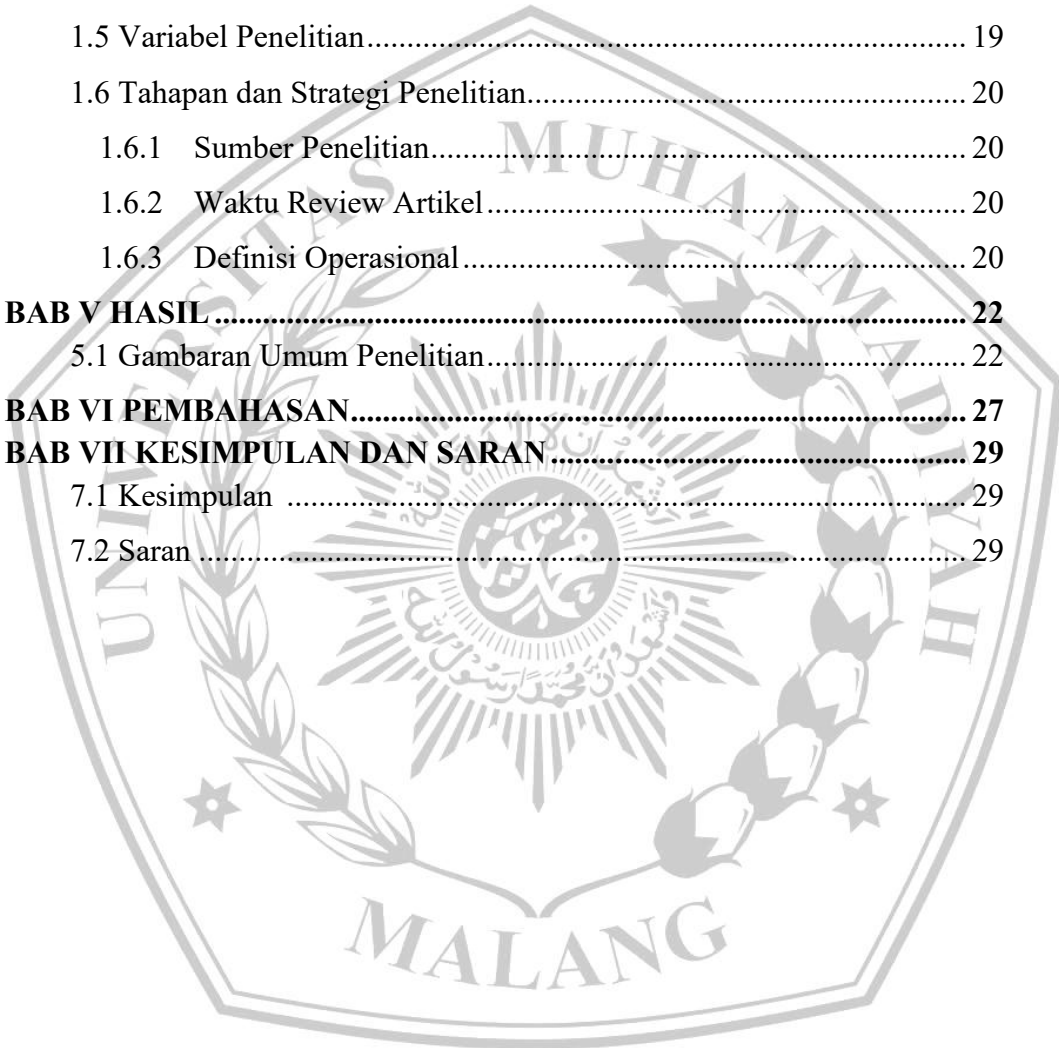 1.5 Variabel Penelitian.......................................................................... 19
1.6 Tahapan dan Strategi Penelitian...................................................... 20
1.6.1 Sumber Penelitian................................................................. 20
1.6.2 Waktu Review Artikel........................................................... 20
1.6.3 Definisi Operasional.............................................................. 20
BAB V HASIL ......................................................................................... 22
5.1 Gambaran Umum Penelitian........................................................... 22
BAB VI PEMBAHASAN......................................................................... 27
BAB VII KESIMPULAN DAN SARAN................................................. 29
7.1 Kesimpulan .................................................................................... 29
7.2 Saran .............................................................................................. 29
UNIVERSITAS MUHAMMADIYAH
MALANG